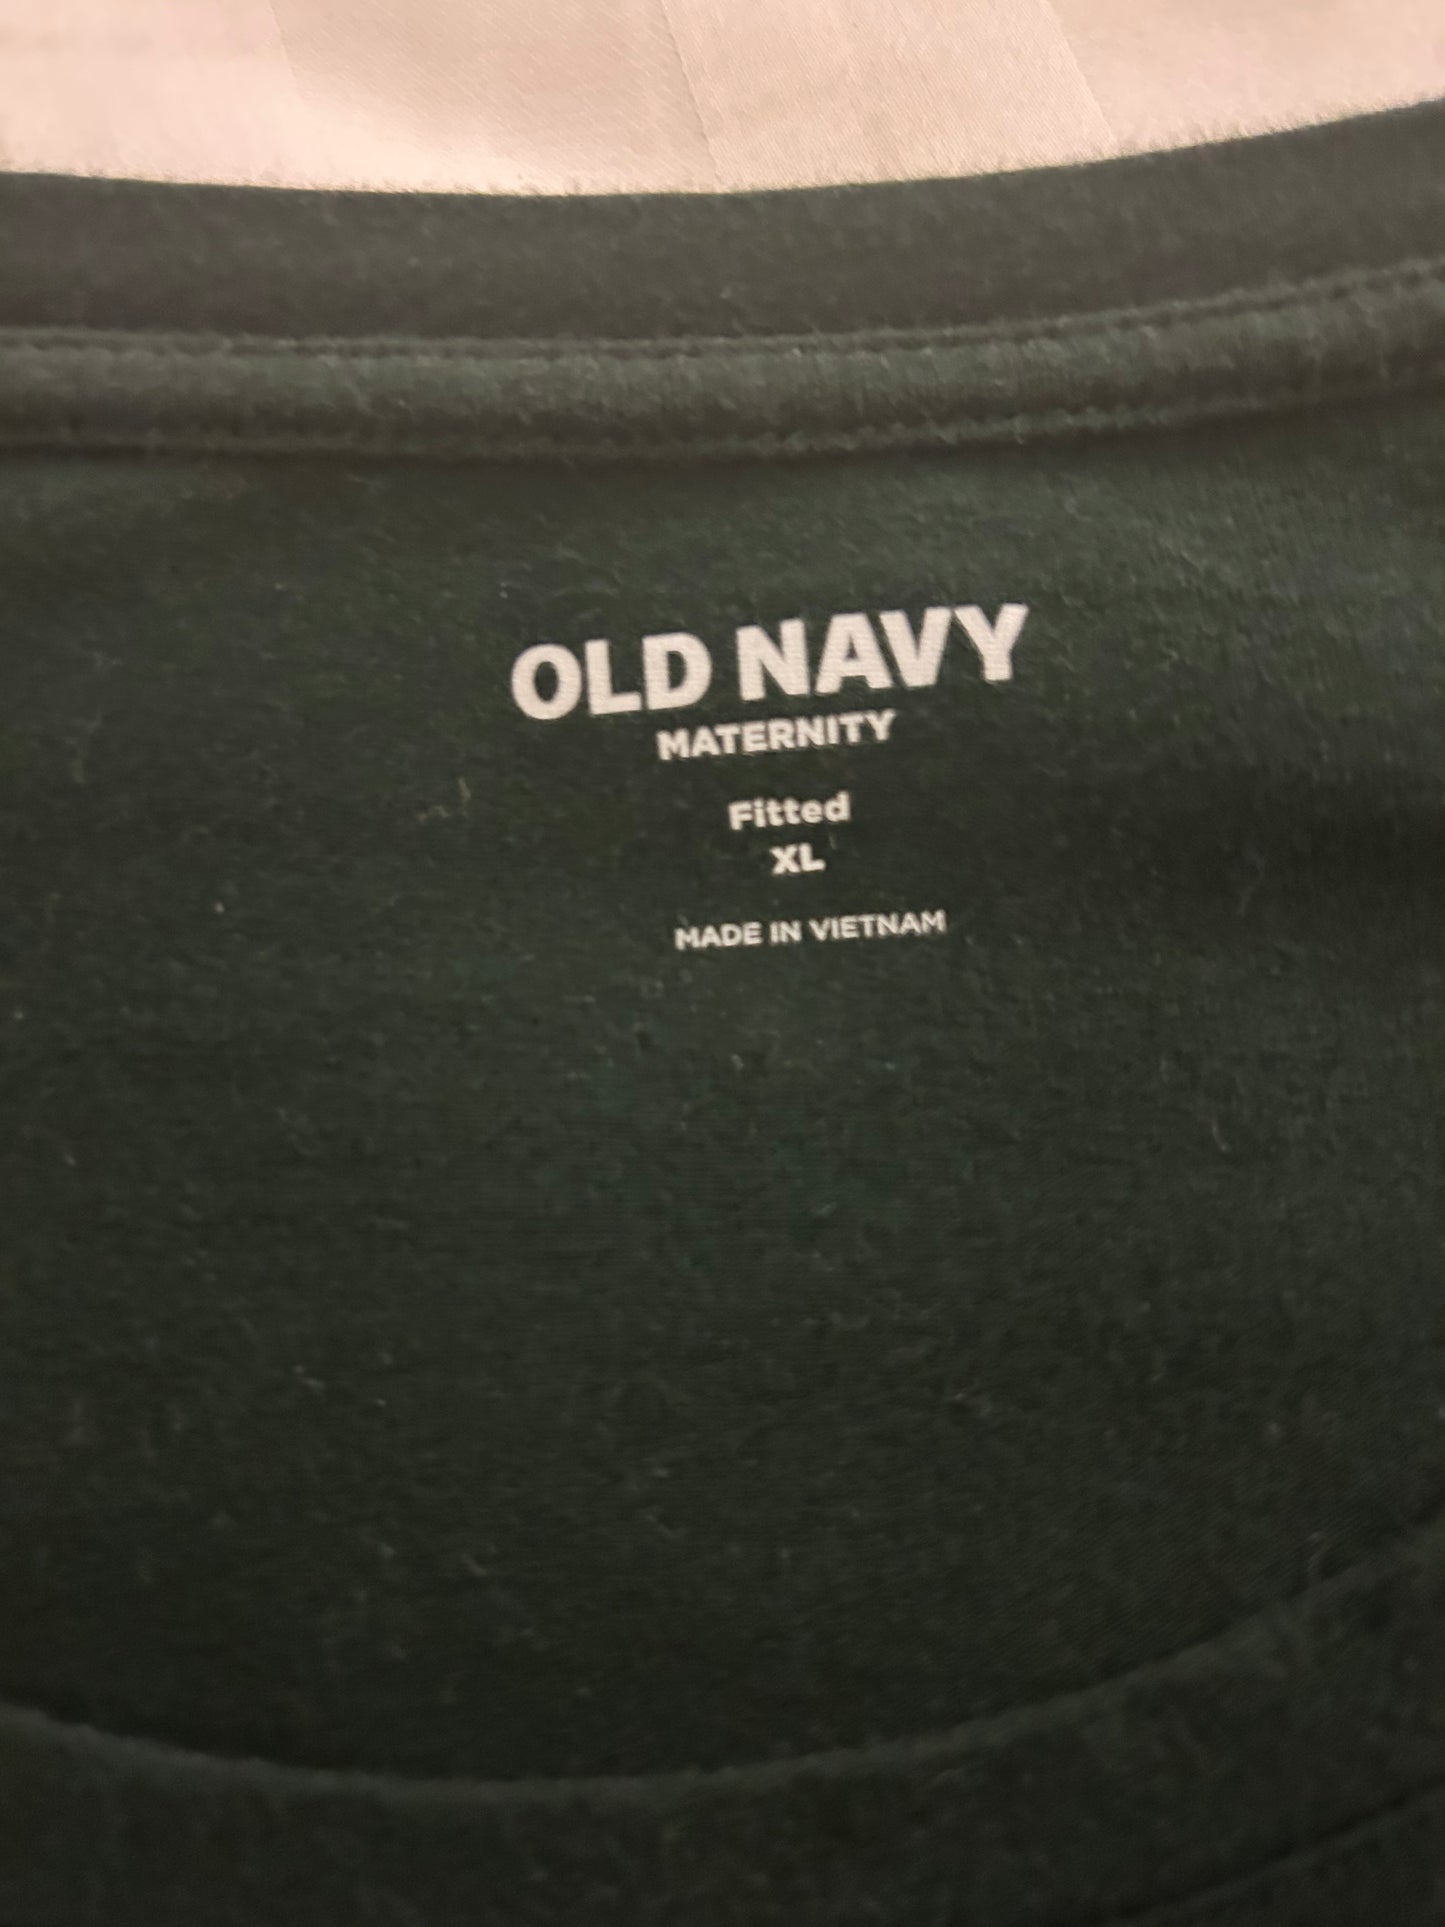 OLD NAVY
MATERNITY
Fitted
XL
MADE IN VIETNAM